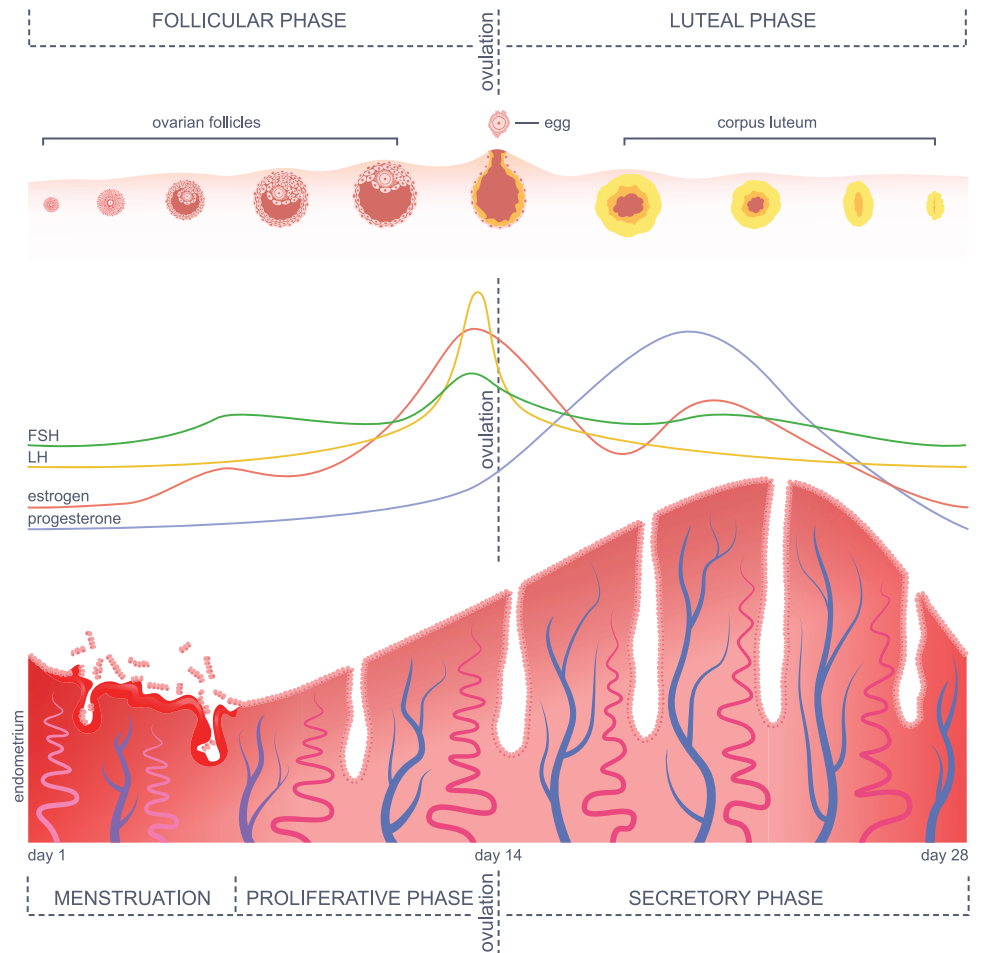 FOLLICULAR PHASE
LUTEAL PHASE
ovulation
ovarian follicles
egg
corpus luteum
FSH
LH
estrogen
progesterone
ovulation
endometrium
day 1
day 14
day 28
MENSTRUATION
PROLIFERATIVE PHASE
SECRETORY PHASE
ovulation